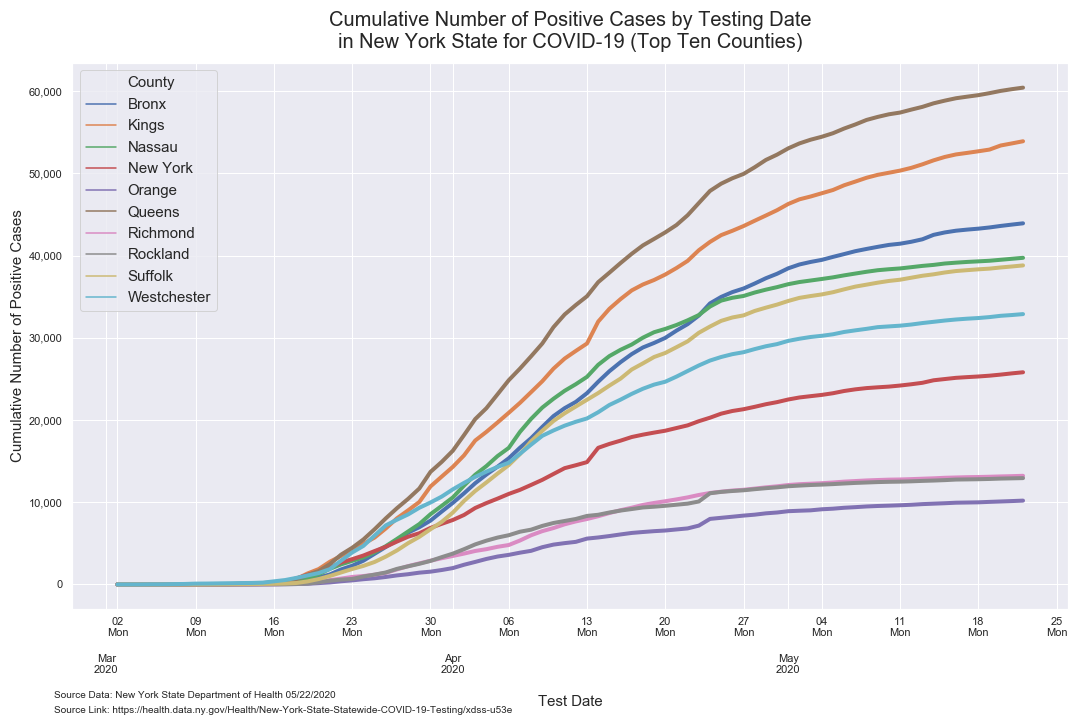 Cumulative Number of Positive Cases by Testing Date
in New York State for COVID-19 (Top Ten Counties)
County
Bronx
Kings
Nassau
New York
Orange
Queens
Richmond
Rockland
Suffolk
Westchester
Cumulative Number of Positive Cases
60,000
50,000
40,000
30,000
20,000
10,000
0
02 09 16 23 30 06 13 20 27 04 11 18 25
Mon Mon Mon Mon Mon Mon Mon Mon Mon Mon Mon Mon Mon
Mar Apr May
2020 2020 2020
Test Date
Source Data: New York State Department of Health 05/22/2020
Source Link: https://health.data.ny.gov/Health/New-York-State-Statewide-COVID-19-Testing/xdss-u53e